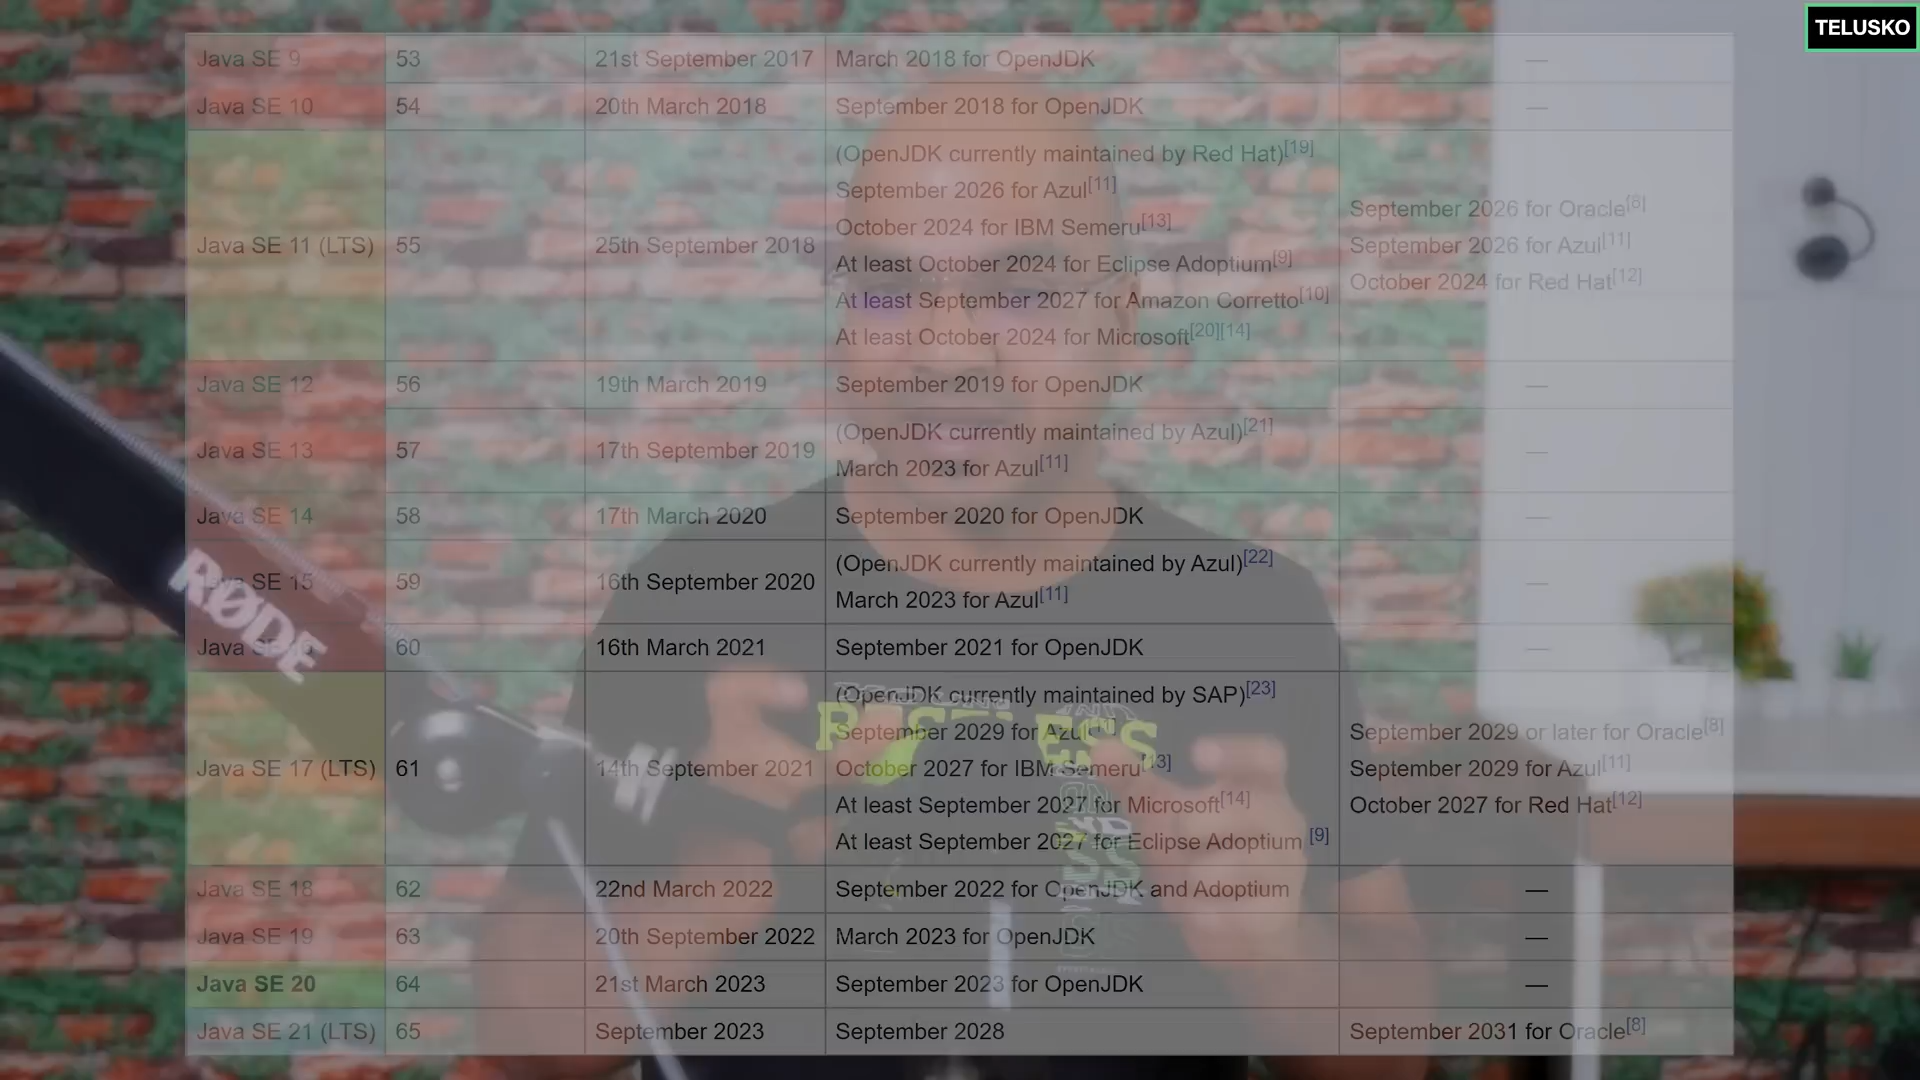 TELUSKO
Java SE 9 53 21st September 2017 March 2018 for OpenJDK —
Java SE 10 54 20th March 2018 September 2018 for OpenJDK —
(OpenJDK currently maintained by Red Hat)[19]
September 2026 for Azul[11]
October 2024 for IBM Semeru[13]
Java SE 11 (LTS) 55 25th September 2018
At least October 2024 for Eclipse Adoptium[9]
At least September 2027 for Amazon Corretto[10]
At least October 2024 for Microsoft[20][14]
September 2026 for Oracle[8]
September 2026 for Azul[11]
October 2024 for Red Hat[12]
Java SE 12 56 19th March 2019 September 2019 for OpenJDK —
Java SE 13 57 17th September 2019 (OpenJDK currently maintained by Azul)[21]
March 2023 for Azul[11] —
Java SE 14 58 17th March 2020 September 2020 for OpenJDK —
Java SE 15 59 16th September 2020 (OpenJDK currently maintained by Azul)[22]
March 2023 for Azul[11] —
Java SE 60 16th March 2021 September 2021 for OpenJDK —
Java SE 17 (LTS) 61 14th September 2021 (OpenJDK currently maintained by SAP)[23]
September 2029 for Azul[11]
October 2027 for IBM Semeru[13]
At least September 2027 for Microsoft[14]
At least September 2027 for Eclipse Adoptium [9]
September 2029 or later for Oracle[8]
September 2029 for Azul[11]
October 2027 for Red Hat[12]
Java SE 18 62 22nd March 2022 September 2022 for OpenJDK and Adoptium —
Java SE 19 63 20th September 2022 March 2023 for OpenJDK —
Java SE 20 64 21st March 2023 September 2023 for OpenJDK —
Java SE 21 (LTS) 65 September 2023 September 2028 September 2031 for Oracle[8]
RØDE